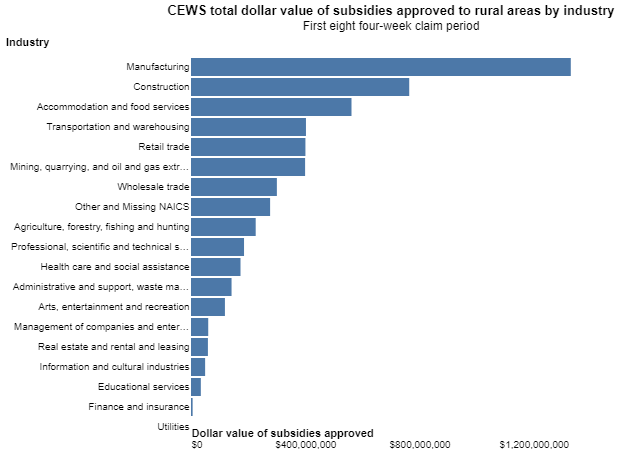 CEWS total dollar value of subsidies approved to rural areas by industry
First eight four-week claim period
Industry
Manufacturing
Construction
Accommodation and food services
Transportation and warehousing
Retail trade
Mining, quarrying, and oil and gas extr...
Wholesale trade
Other and Missing NAICS
Agriculture, forestry, fishing and hunting
Professional, scientific and technical s...
Health care and social assistance
Administrative and support, waste ma...
Arts, entertainment and recreation
Management of companies and enter...
Real estate and rental and leasing
Information and cultural industries
Educational services
Finance and insurance
Utilities
Dollar value of subsidies approved
$0 $400,000,000 $800,000,000 $1,200,000,000